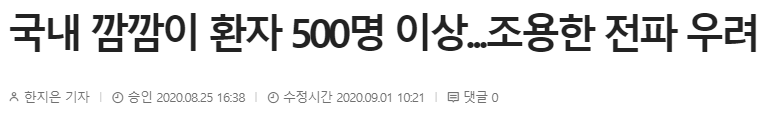 국내 깜깜이 환자 500명 이상...조용한 전파 우려
한지은 기자 | 승인 2020.08.25 16:38 | 수정시간 2020.09.01 10:21 | 댓글 0